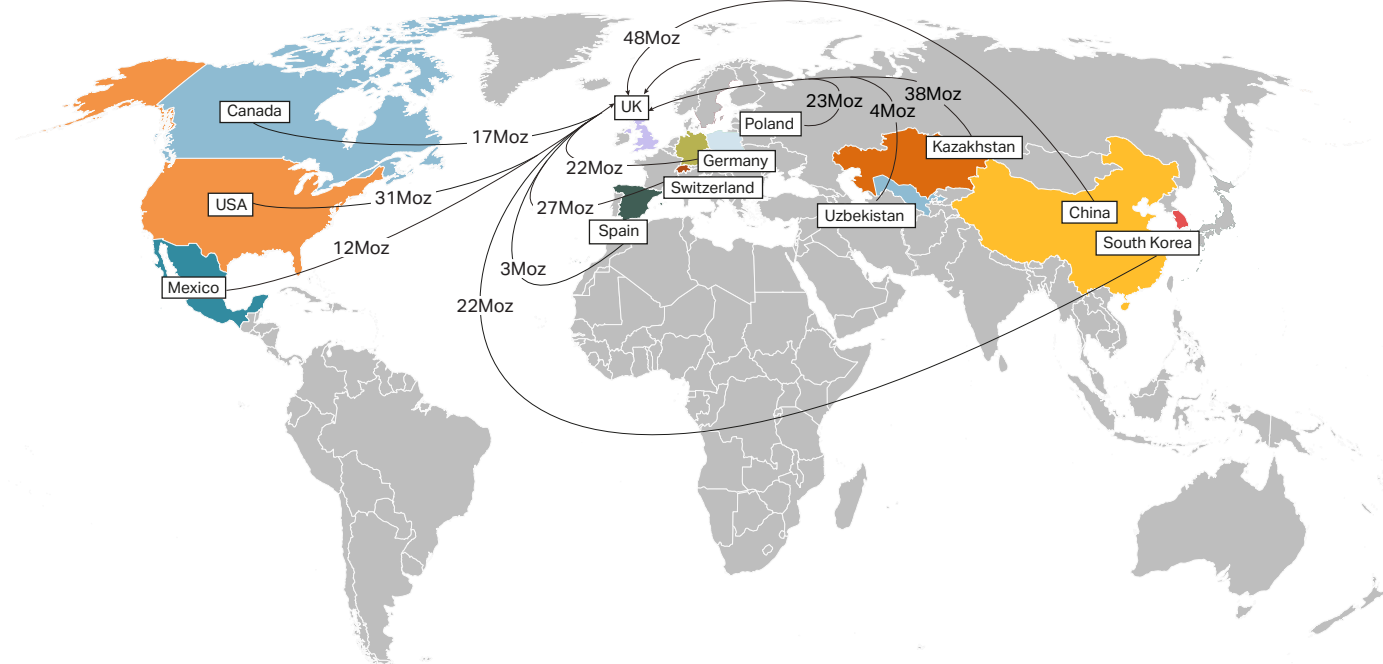 48Moz
UK
Canada
23Moz
38Moz
4Moz
Poland
17Moz
Kazakhstan
22Moz
Germany
Switzerland
31Moz
USA
27Moz
Uzbekistan
China
Spain
South Korea
12Moz
3Moz
Mexico
22Moz